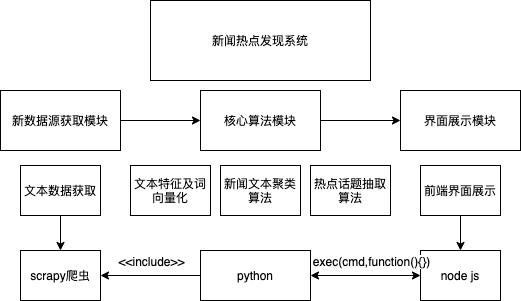 新闻热点发现系统
新数据源获取模块
核心算法模块
界面展示模块
文本数据获取
文本特征及词
向量化
新闻文本聚类
算法
热点话题抽取
算法
前端界面展示
scrapy爬虫
<<include>>
python
exec(cmd,function(){})
node js